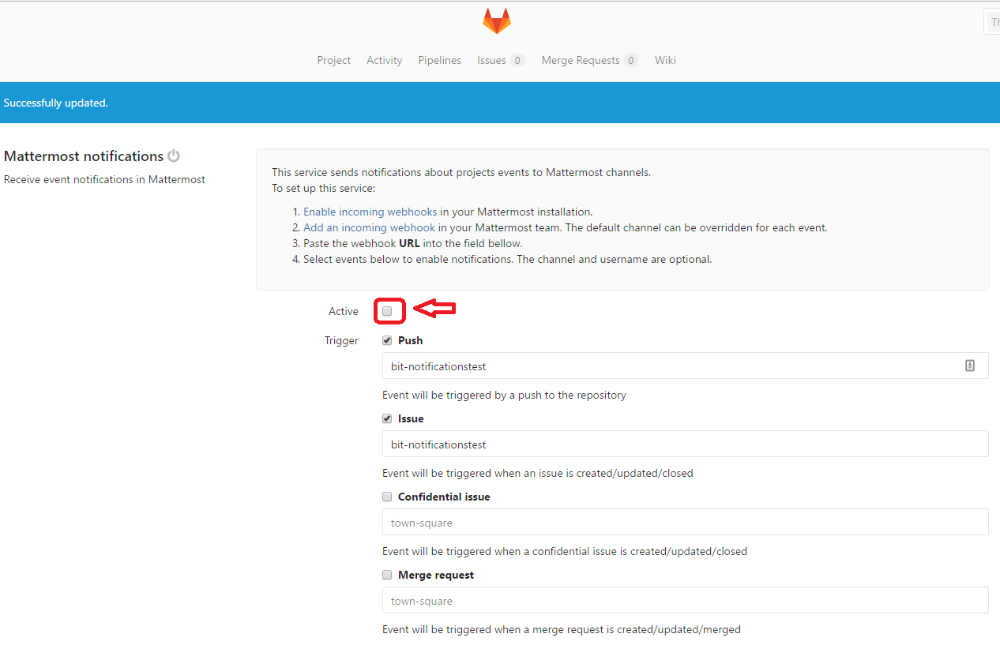 Th
Project Activity Pipelines Issues 0 Merge Requests 0 Wiki
Successfully updated.
Mattermost notifications
Receive event notifications in Mattermost
This service sends notifications about projects events to Mattermost channels.
To set up this service:
1. Enable incoming webhooks in your Mattermost installation.
2. Add an incoming webhook in your Mattermost team. The default channel can be overridden for each event.
3. Paste the webhook URL into the field bellow.
4. Select events below to enable notifications. The channel and username are optional.
Active
Trigger Push
bit-notificationstest
Event will be triggered by a push to the repository
Issue
bit-notificationstest
Event will be triggered when an issue is created/updated/closed
Confidential issue
town-square
Event will be triggered when a confidential issue is created/updated/closed
Merge request
town-square
Event will be triggered when a merge request is created/updated/merged